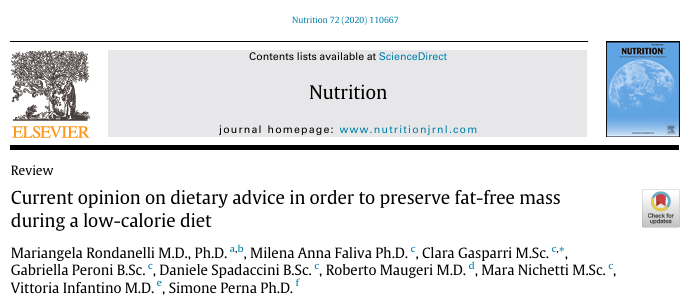 Nutrition 72 (2020) 110667
Contents lists available at ScienceDirect
Nutrition
journal homepage: www.nutritionjrnl.com
ELSEVIER
NUTRITION
Review
Current opinion on dietary advice in order to preserve fat-free mass
during a low-calorie diet
Check for
updates
Mariangela Rondanelli M.D., Ph.D. a,b, Milena Anna Faliva Ph.D. c, Clara Gasparri M.Sc. c,*,
Gabriella Peroni B.Sc. c, Daniele Spadaccini B.Sc. c, Roberto Maugeri M.D. d, Mara Nichetti M.Sc. c,
Vittoria Infantino M.D. e, Simone Perna Ph.D. f